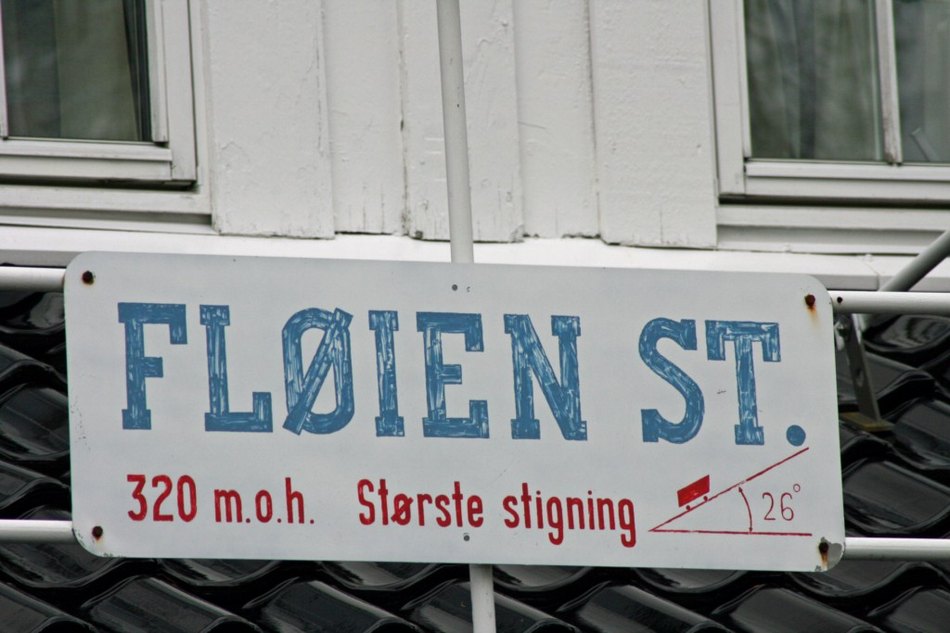 FLØIEN ST.
320 m.o.h. Største stigning 26°